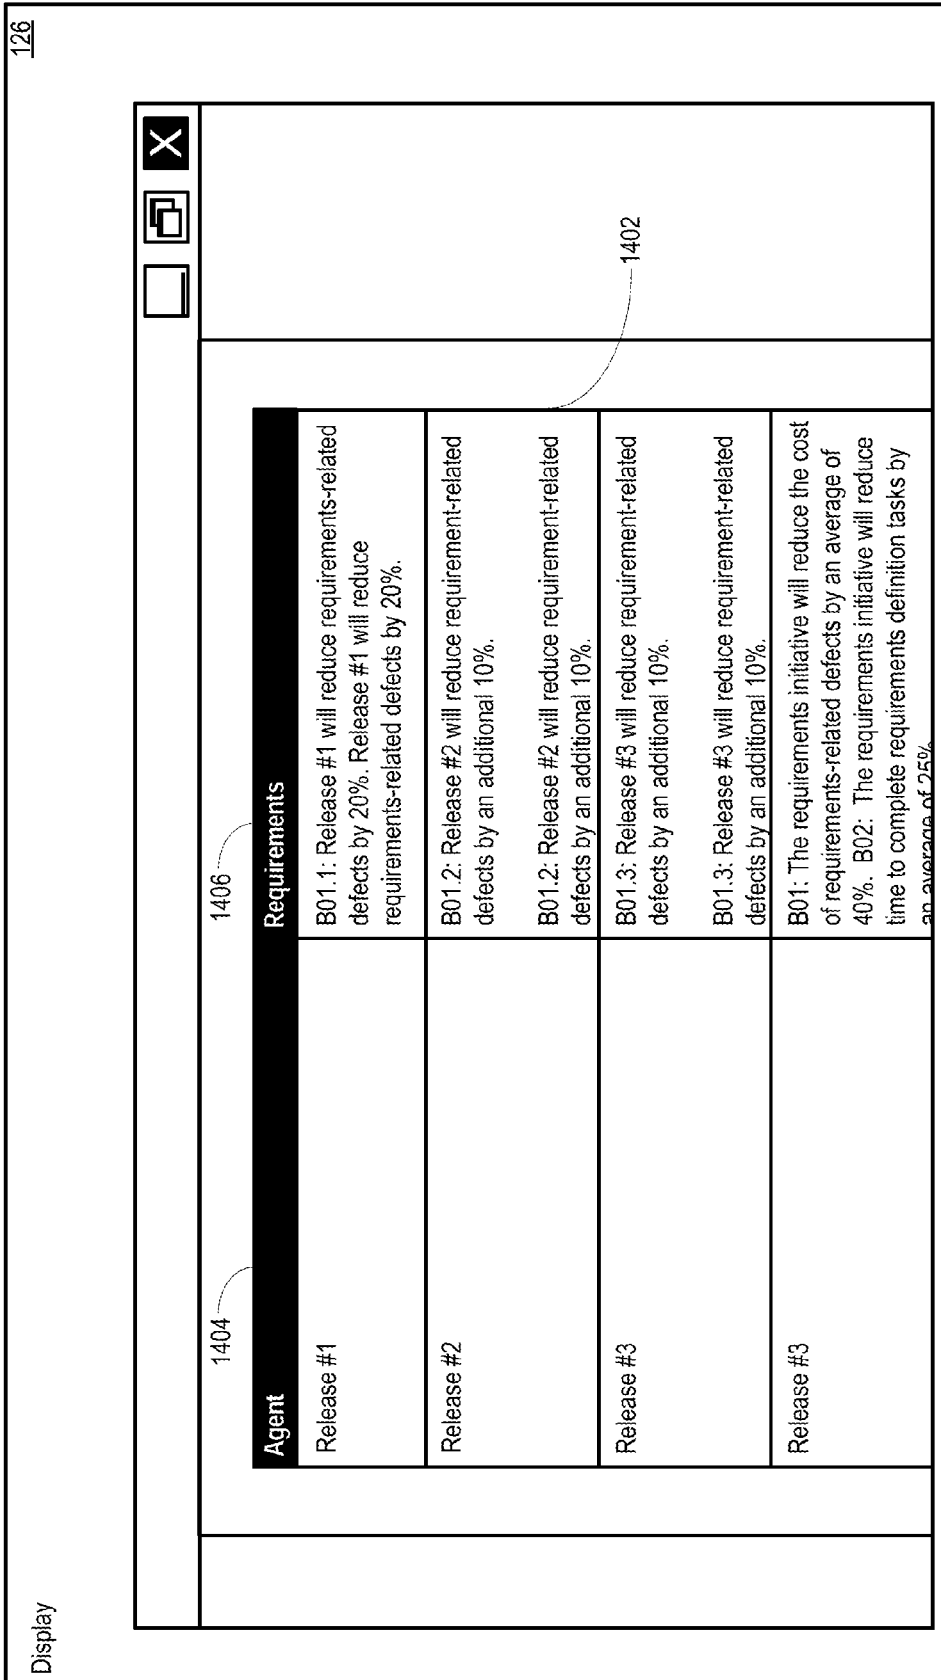 Display
126
X
1404
1406
Agent
Requirements
Release #1
B01.1: Release #1 will reduce requirements-related
defects by 20%. Release #1 will reduce
requirements-related defects by 20%.
Release #2
B01.2: Release #2 will reduce requirement-related
defects by an additional 10%.
B01.2: Release #2 will reduce requirement-related
defects by an additional 10%.
1402
Release #3
B01.3: Release #3 will reduce requirement-related
defects by an additional 10%.
B01.3: Release #3 will reduce requirement-related
defects by an additional 10%.
Release #3
B01: The requirements initiative will reduce the cost
of requirements-related defects by an average of
40%. B02: The requirements initiative will reduce
time to complete requirements definition tasks by
an average of 25%